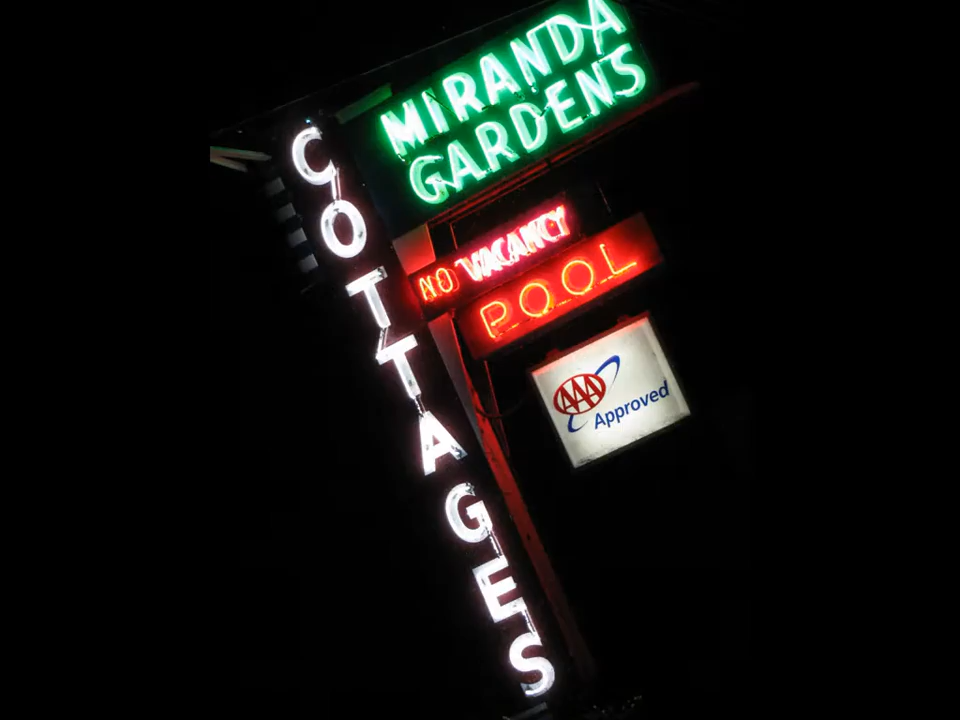 MIRANDA
GARDENS
COTTAGES
NO VACANCY
POOL
AAA
Approved